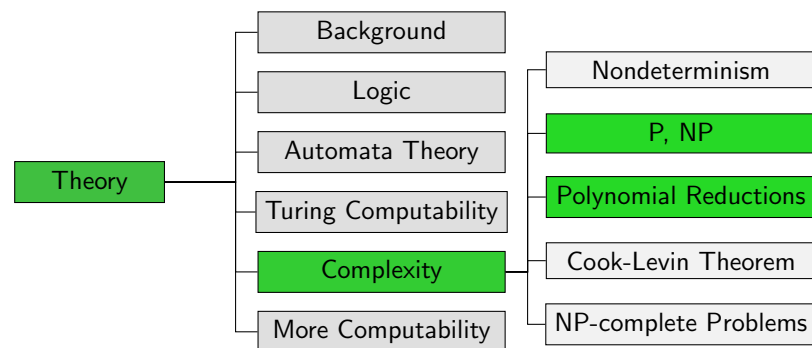 Theory
Background
Logic
Automata Theory
Turing Computability
Complexity
More Computability
Nondeterminism
P, NP
Polynomial Reductions
Cook-Levin Theorem
NP-complete Problems